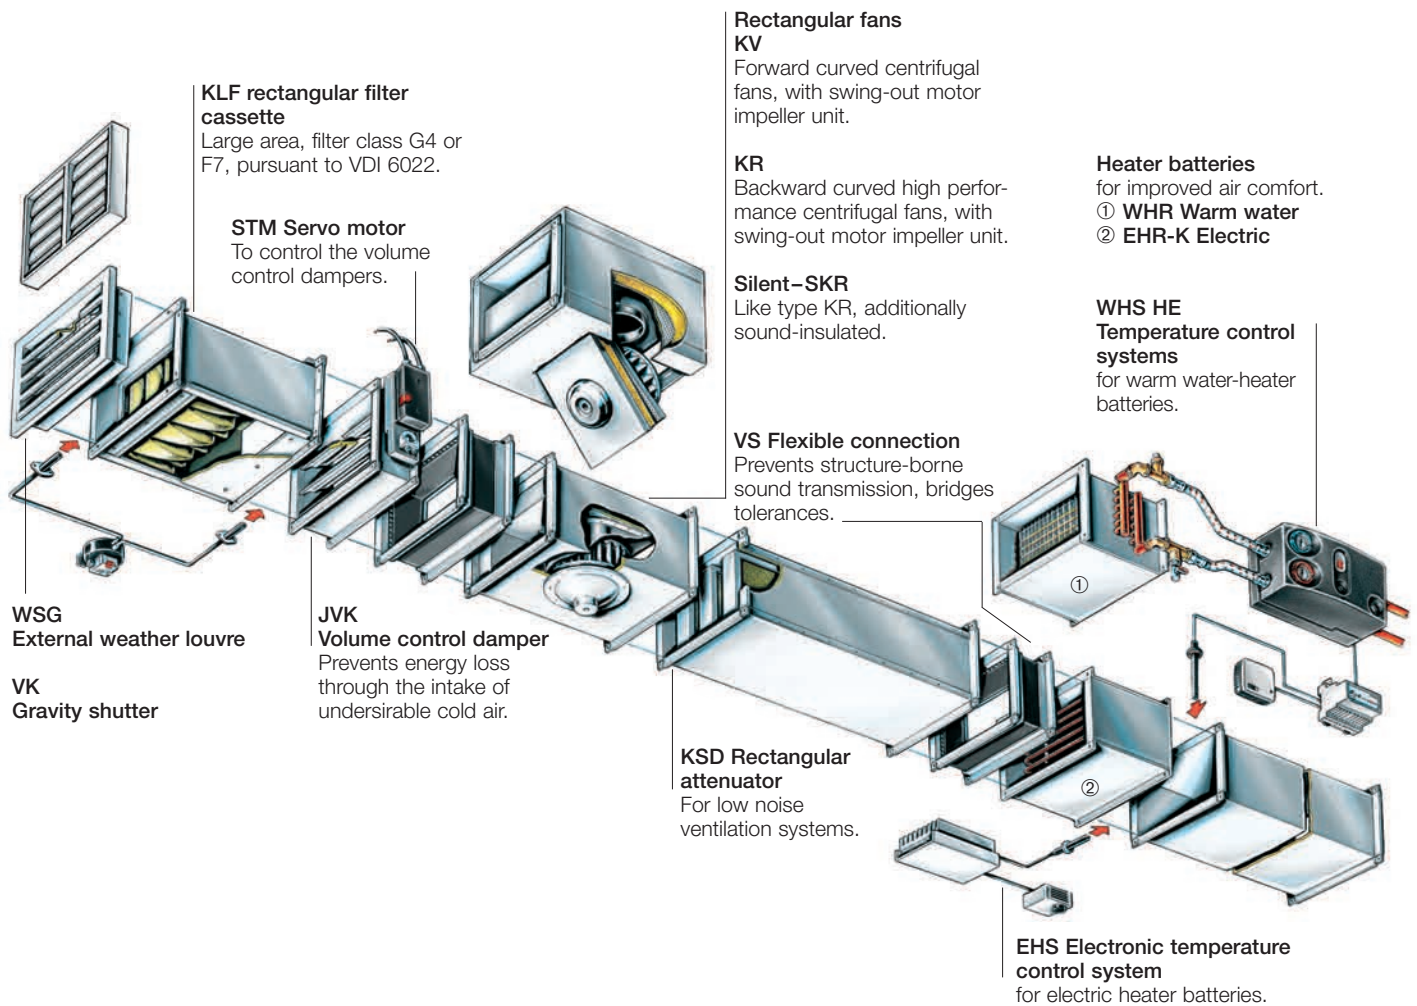 Rectangular fans
KV
Forward curved centrifugal
fans, with swing-out motor
impeller unit.
KLF rectangular filter
cassette
Large area, filter class G4 or
F7, pursuant to VDI 6022.
KR
Backward curved high perfor-
mance centrifugal fans, with
swing-out motor impeller unit.
Heater batteries
for improved air comfort.
① WHR Warm water
② EHR-K Electric
STM Servo motor
To control the volume
control dampers.
Silent–SKR
Like type KR, additionally
sound-insulated.
WHS HE
Temperature control
systems
for warm water-heater
batteries.
VS Flexible connection
Prevents structure-borne
sound transmission, bridges
tolerances.
①
WSG
External weather louvre
VK
Gravity shutter
JVK
Volume control damper
Prevents energy loss
through the intake of
undersirable cold air.
KSD Rectangular
attenuator
For low noise
ventilation systems.
②
EHS Electronic temperature
control system
for electric heater batteries.